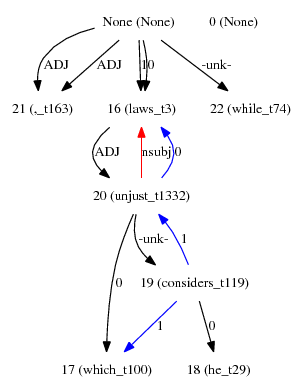 None (None) 0 (None)
ADJ ADJ 10 -unk-
21 (,_t163) 16 (laws_t3) 22 (while_t74)
ADJ nsubj 0
20 (unjust_t1332)
-unk- 1
0 19 (considers_t119)
1 0
17 (which_t100) 18 (he_t29)